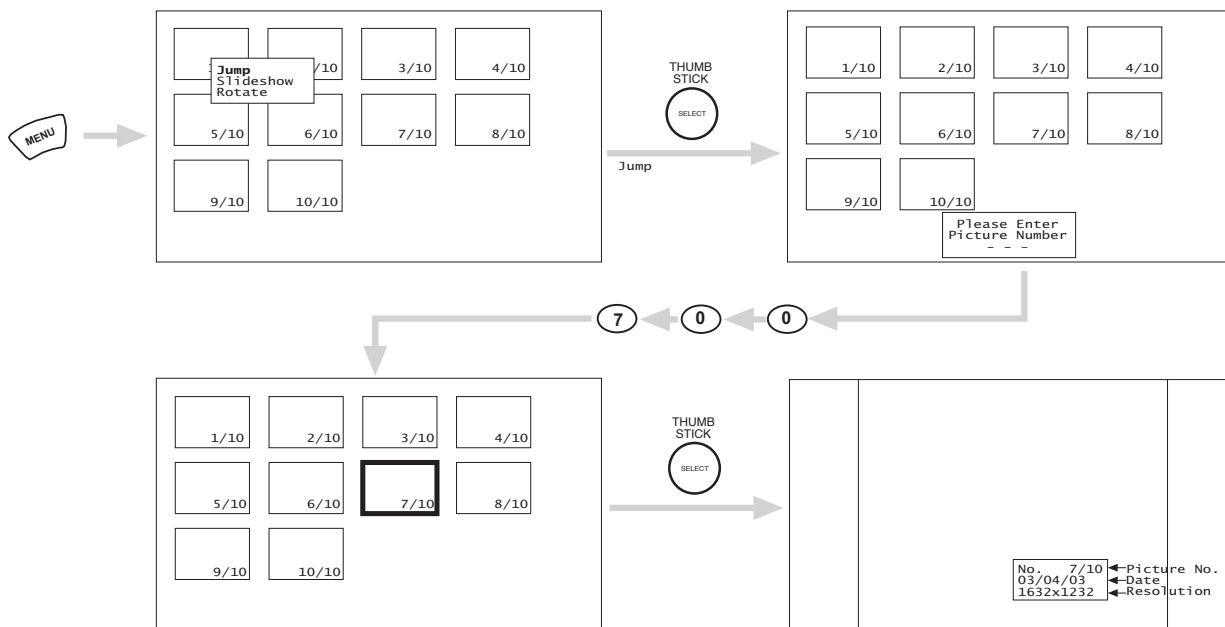 MENU
1/10 3/10 4/10
Jump
Slideshow
Rotate
5/10 6/10 7/10 8/10
9/10 10/10
THUMB
STICK
SELECT
Jump
1/10 2/10 3/10 4/10
5/10 6/10 7/10 8/10
9/10 10/10
Please Enter
Picture Number
- - -
7 0 0
1/10 2/10 3/10 4/10
5/10 6/10 7/10 8/10
9/10 10/10
THUMB
STICK
SELECT
No. 7/10 Picture No.
03/04/03 Date
1632x1232 Resolution